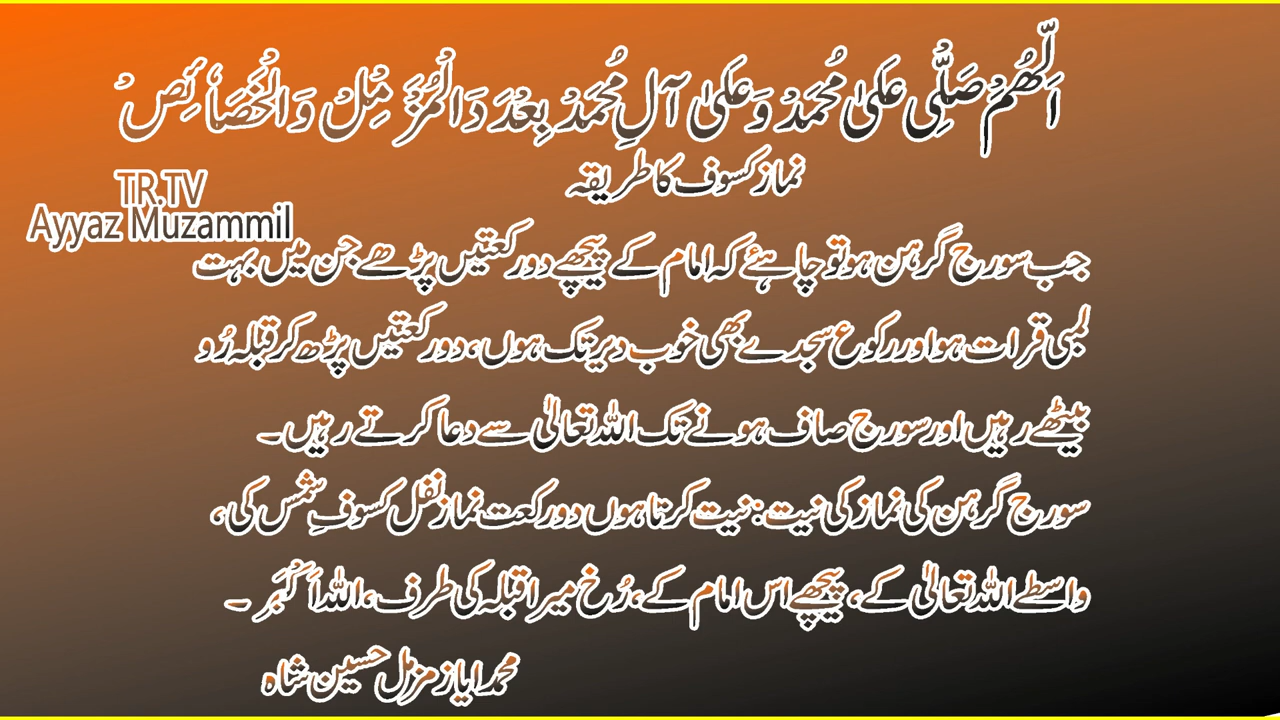 اَللّٰھُمَّ صَلِّی عَلیٰ مُحَمَدْ وَعَلیٰ آلِ مُحَمَدْ بِعْدَ دَالْمُزَّمِّلْ وَالْخَصَائِصْ
نماز کسوف کا طریقہ
TR.TV
Ayyaz Muzammil
جب سورج گرہن ہو تو چاہئے کہ امام کے پیچھے دو رکعتیں پڑھے جن میں بہت
لمبی قرات ہو اور رکوع سجدے بھی خوب دیر تک ہوں، دو رکعتیں پڑھ کر قبلہ رُو
بیٹھے رہیں اور سورج صاف ہونے تک اللہ تعالیٰ سے دعا کرتے رہیں۔
سورج گرہن کی نماز کی نیت: نیت کرتا ہوں دو رکعت نماز نفل کسوفِ شمس کی،
واسطے اللہ تعالیٰ کے، پیچھے اس امام کے، رُخ میرا قبلہ کی طرف، اللہ اَکْبَر۔
محمد ایاز مزمل حسین شاہ